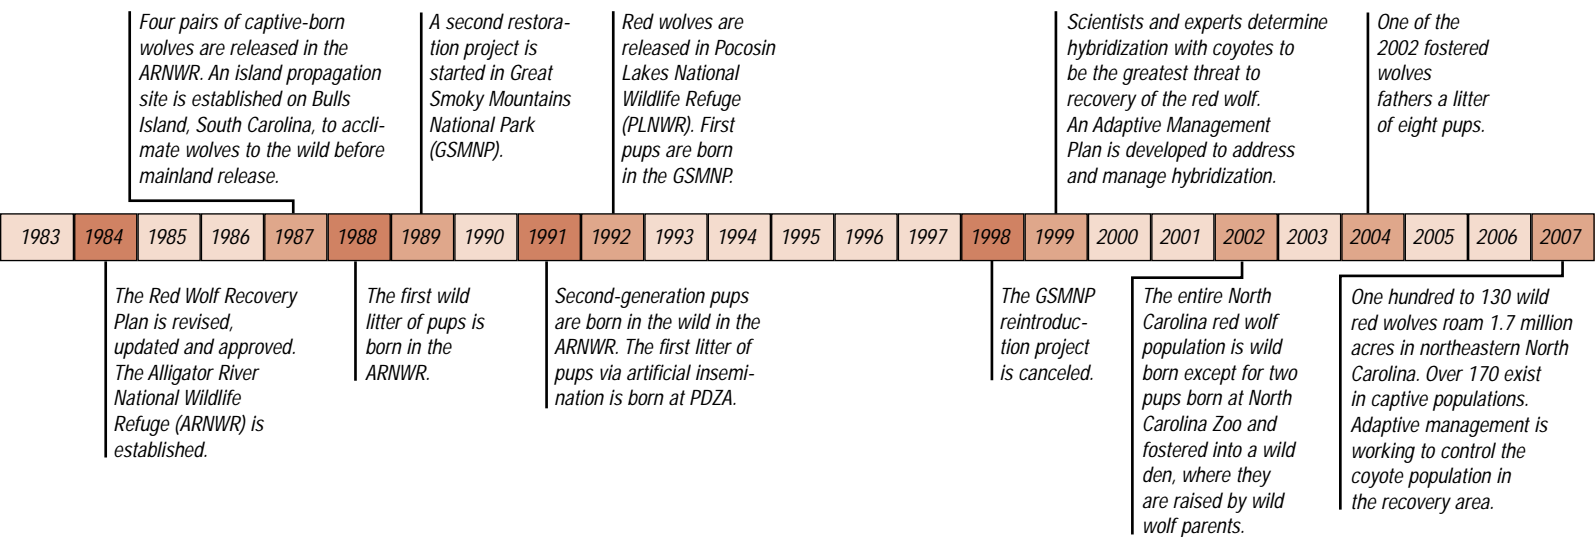 Four pairs of captive-born
wolves are released in the
ARNWR. An island propagation
site is established on Bulls
Island, South Carolina, to accli-
mate wolves to the wild before
mainland release.
A second restora-
tion project is
started in Great
Smoky Mountains
National Park
(GSMNP).
Red wolves are
released in Pocosin
Lakes National
Wildlife Refuge
(PLNWR). First
pups are born
in the GSMNP.
Scientists and experts determine
hybridization with coyotes to
be the greatest threat to
recovery of the red wolf.
An Adaptive Management
Plan is developed to address
and manage hybridization.
One of the
2002 fostered
wolves
fathers a litter
of eight pups.
1983 1984 1985 1986 1987 1988 1989 1990 1991 1992 1993 1994 1995 1996 1997 1998 1999 2000 2001 2002 2003 2004 2005 2006 2007
The Red Wolf Recovery
Plan is revised,
updated and approved.
The Alligator River
National Wildlife
Refuge (ARNWR) is
established.
The first wild
litter of pups is
born in the
ARNWR.
Second-generation pups
are born in the wild in the
ARNWR. The first litter of
pups via artificial insemi-
nation is born at PDZA.
The GSMNP
reintroduc-
tion project
is canceled.
The entire North
Carolina red wolf
population is wild
born except for two
pups born at North
Carolina Zoo and
fostered into a wild
den, where they
are raised by wild
wolf parents.
One hundred to 130 wild
red wolves roam 1.7 million
acres in northeastern North
Carolina. Over 170 exist
in captive populations.
Adaptive management is
working to control the
coyote population in
the recovery area.